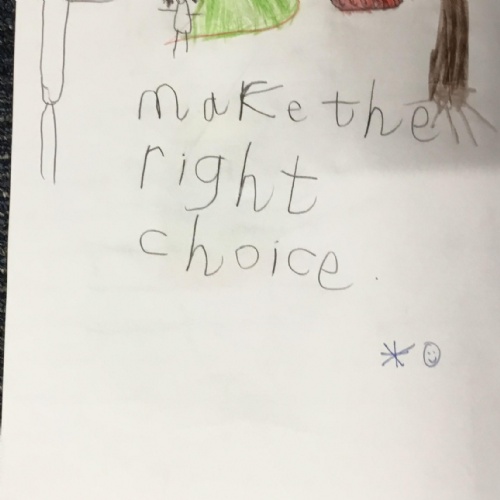 make the
right
choice.